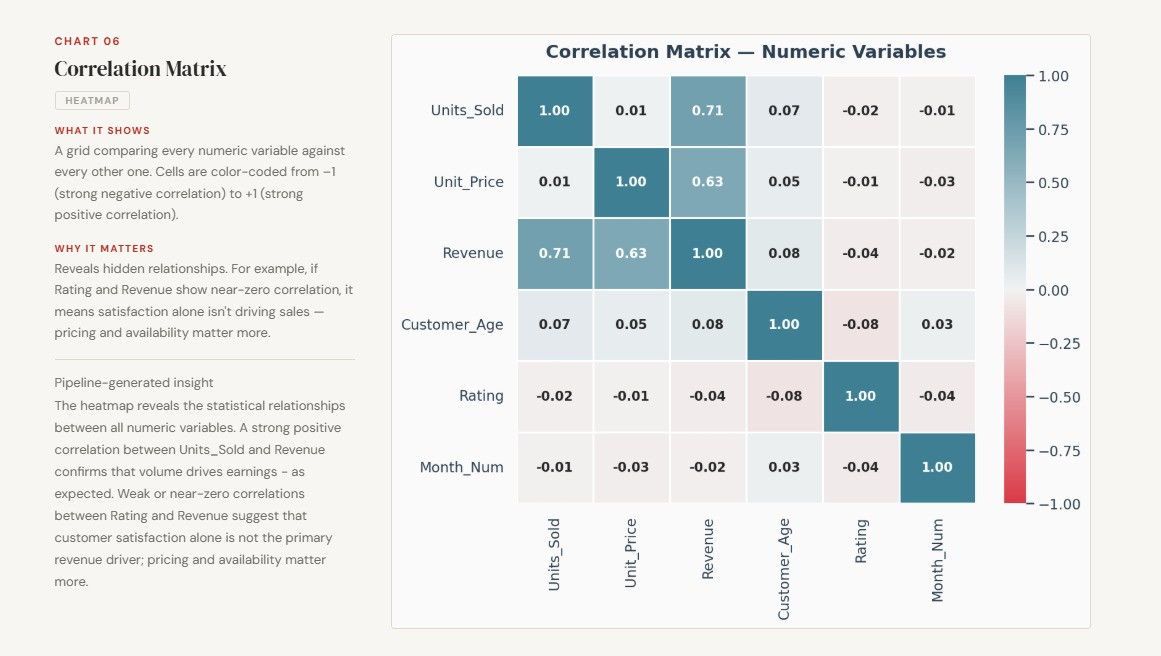 CHART 06
Correlation Matrix
HEATMAP
WHAT IT SHOWS
A grid comparing every numeric variable against
every other one. Cells are color-coded from −1
(strong negative correlation) to +1 (strong
positive correlation).
WHY IT MATTERS
Reveals hidden relationships. For example, if
Rating and Revenue show near-zero correlation, it
means satisfaction alone isn't driving sales —
pricing and availability matter more.
Pipeline-generated insight
The heatmap reveals the statistical relationships
between all numeric variables. A strong positive
correlation between Units_Sold and Revenue
confirms that volume drives earnings - as
expected. Weak or near-zero correlations
between Rating and Revenue suggest that
customer satisfaction alone is not the primary
revenue driver; pricing and availability matter
more.
Correlation Matrix — Numeric Variables
Units_Sold 1.00 0.01 0.71 0.07 -0.02 -0.01
Unit_Price 0.01 1.00 0.63 0.05 -0.01 -0.03
Revenue 0.71 0.63 1.00 0.08 -0.04 -0.02
Customer_Age 0.07 0.05 0.08 1.00 -0.08 0.03
Rating -0.02 -0.01 -0.04 -0.08 1.00 -0.04
Month_Num -0.01 -0.03 -0.02 0.03 -0.04 1.00
Units_Sold
Unit_Price
Revenue
Customer_Age
Rating
Month_Num
1.00
0.75
0.50
0.25
0.00
−0.25
−0.50
−0.75
−1.00